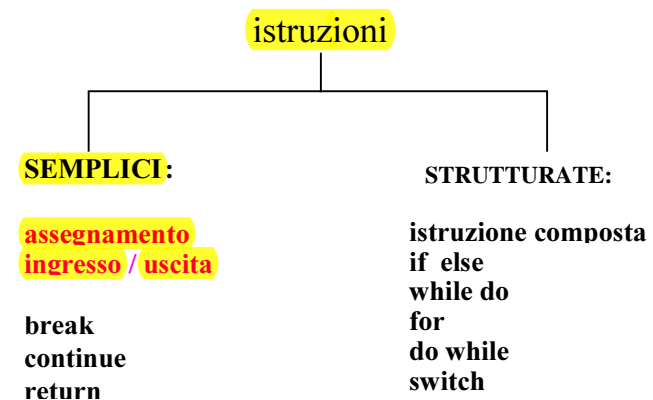 istruzioni
SEMPLICI:
assegnamento
ingresso / uscita
break
continue
return
STRUTTURATE:
istruzione composta
if else
while do
for
do while
switch